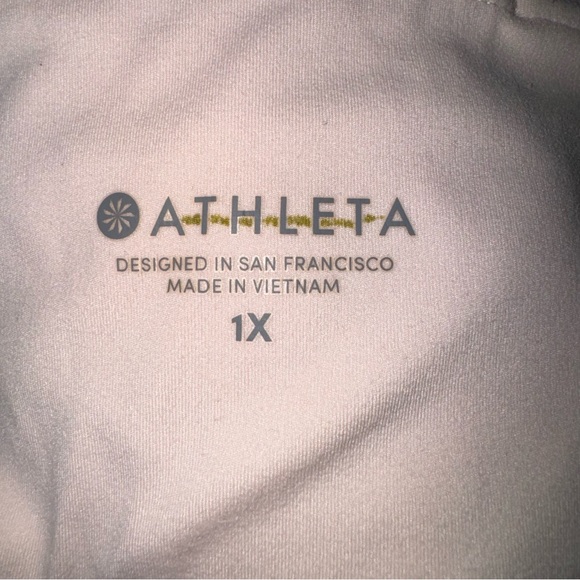 ATHLETA
DESIGNED IN SAN FRANCISCO
MADE IN VIETNAM
1X